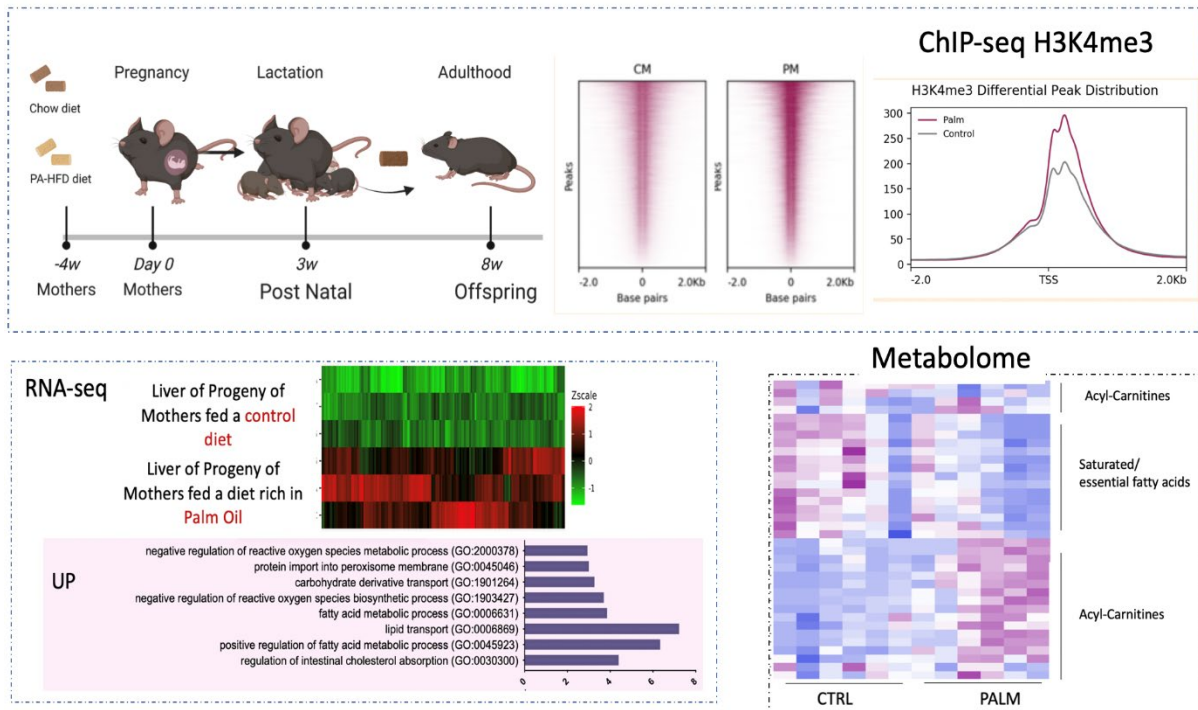 ChIP-seq H3K4me3
Pregnancy
Lactation
Adulthood
Chow diet
PA-HFD diet
-4w
Day 0
3w
8w
Mothers
Mothers
Post Natal
Offspring
CM
PM
Peaks
Peaks
-2.0
0
2.0Kb
-2.0
0
2.0Kb
Base pairs
Base pairs
H3K4me3 Differential Peak Distribution
Palm
Control
300
250
200
150
100
50
0
-2.0
TSS
2.0Kb
RNA-seq
Liver of Progeny of
Mothers fed a control
diet
Liver of Progeny of
Mothers fed a diet rich in
Palm Oil
Zscale
2
1
0
-1
UP
negative regulation of reactive oxygen species metabolic process (GO:2000378)
protein import into peroxisome membrane (GO:0045046)
carbohydrate derivative transport (GO:1901264)
negative regulation of reactive oxygen species biosynthetic process (GO:1903427)
fatty acid metabolic process (GO:0006631)
lipid transport (GO:0006869)
positive regulation of fatty acid metabolic process (GO:0045923)
regulation of intestinal cholesterol absorption (GO:0030300)
0
2
4
6
8
Metabolome
Acyl-Carnitines
Saturated/
essential fatty acids
Acyl-Carnitines
CTRL
PALM